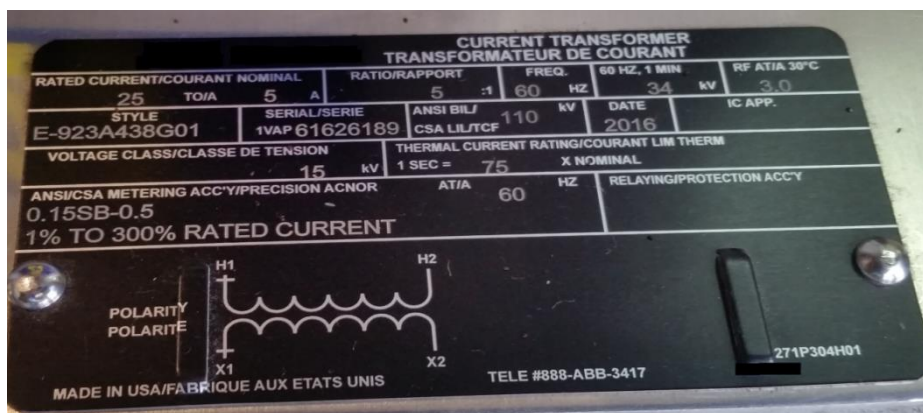 CURRENT TRANSFORMER
TRANSFORMATEUR DE COURANT
RATED CURRENT/COURANT NOMINAL
25 TO/A 5 A
RATIO/RAPPORT
5 :1
FREQ.
60 HZ
60 HZ, 1 MIN
34 kV
RF AT/A 30°C
3.0
STYLE
E-923A438G01
SERIAL/SERIE
1VAP 61626189
ANSI BIL/ 110 kV
CSA LIL/TCF
DATE
2016
IC APP.
VOLTAGE CLASS/CLASSE DE TENSION
15 kV
THERMAL CURRENT RATING/COURANT LIM THERM
1 SEC = 75 X NOMINAL
ANSI/CSA METERING ACC'Y/PRECISION ACNOR AT/A 60 HZ
0.15SB-0.5
1% TO 300% RATED CURRENT
RELAYING/PROTECTION ACC'Y
H1 H2
POLARITY
POLARITE
X1 X2
MADE IN USA/FABRIQUE AUX ETATS UNIS
TELE #888-ABB-3417
271P304H01